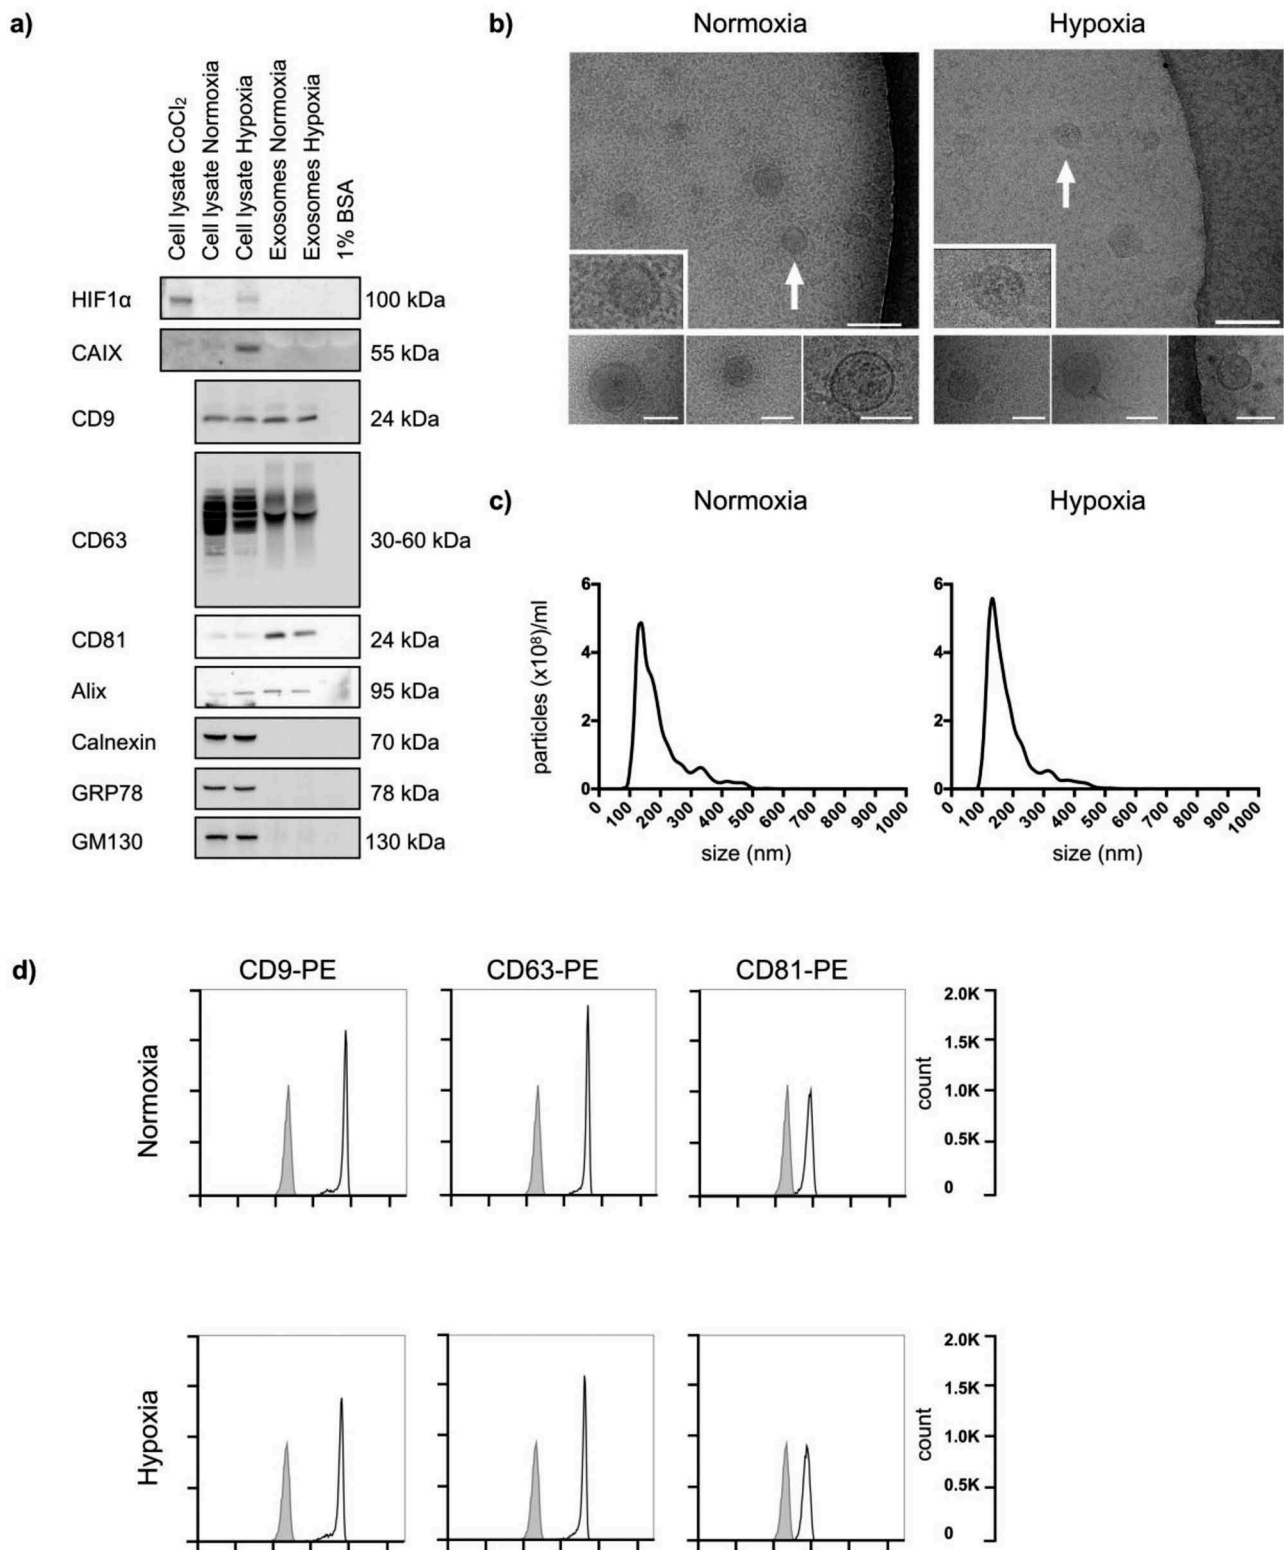 a)
Cell lysate CoCl₂
Cell lysate Normoxia
Cell lysate Hypoxia
Exosomes Normoxia
Exosomes Hypoxia
1% BSA
HIF1α 100 kDa
CAIX 55 kDa
CD9 24 kDa
CD63 30-60 kDa
CD81 24 kDa
Alix 95 kDa
Calnexin 70 kDa
GRP78 78 kDa
GM130 130 kDa
b)
Normoxia Hypoxia
c)
Normoxia Hypoxia
particles (x10⁸)/ml
6
4
2
0
0 100 200 300 400 500 600 700 800 900 1000
size (nm)
6
4
2
0
0 100 200 300 400 500 600 700 800 900 1000
size (nm)
d)
CD9-PE CD63-PE CD81-PE
Normoxia
count
2.0K
1.5K
1.0K
0.5K
0
Hypoxia
count
2.0K
1.5K
1.0K
0.5K
0